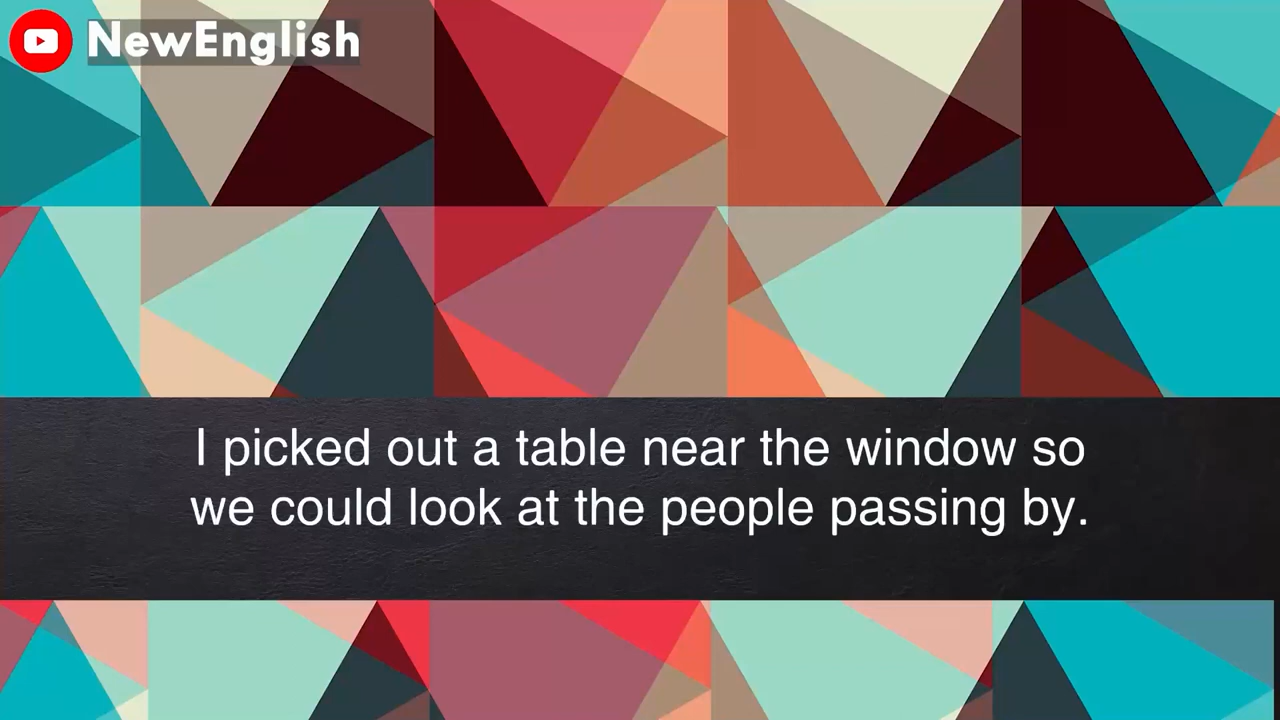 NewEnglish
I picked out a table near the window so
we could look at the people passing by.